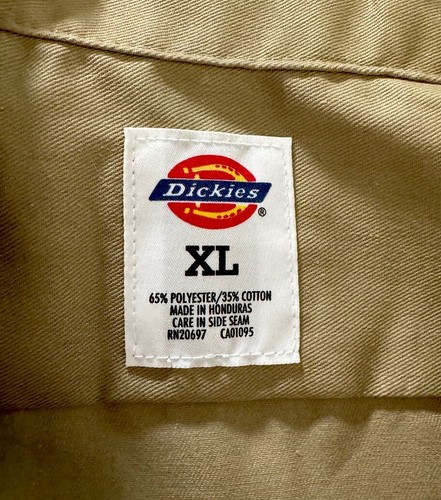 Dickies®
XL
65% POLYESTER/35% COTTON
MADE IN HONDURAS
CARE IN SIDE SEAM
RN20697 CA01095